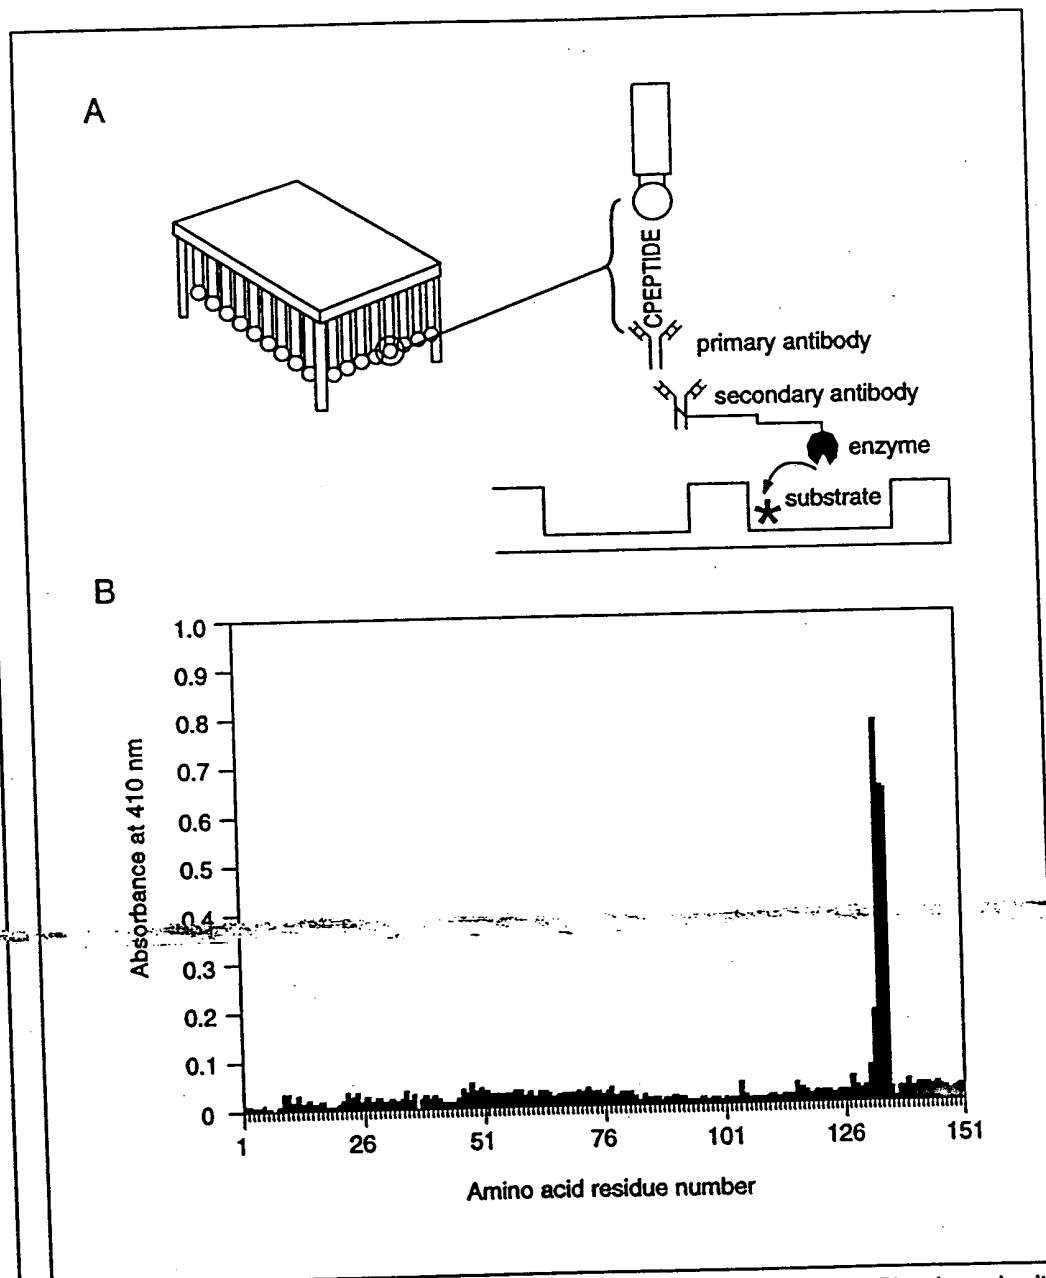 A
CPEPTIDE
primary antibody
secondary antibody
enzyme
substrate
B
Absorbance at 410 nm
1.0
0.9
0.8
0.7
0.6
0.5
0.4
0.3
0.2
0.1
0
1 26 51 76 101 126 151
Amino acid residue number